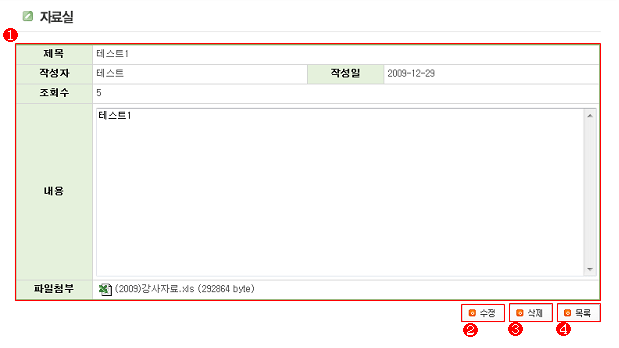 자료실
1
제목 테스트1
작성자 테스트 작성일 2009-12-29
조회수 5
내용 테스트1
파일첨부 (2009)강사자료.xls (292864 byte)
수정 삭제 목록
2 3 4